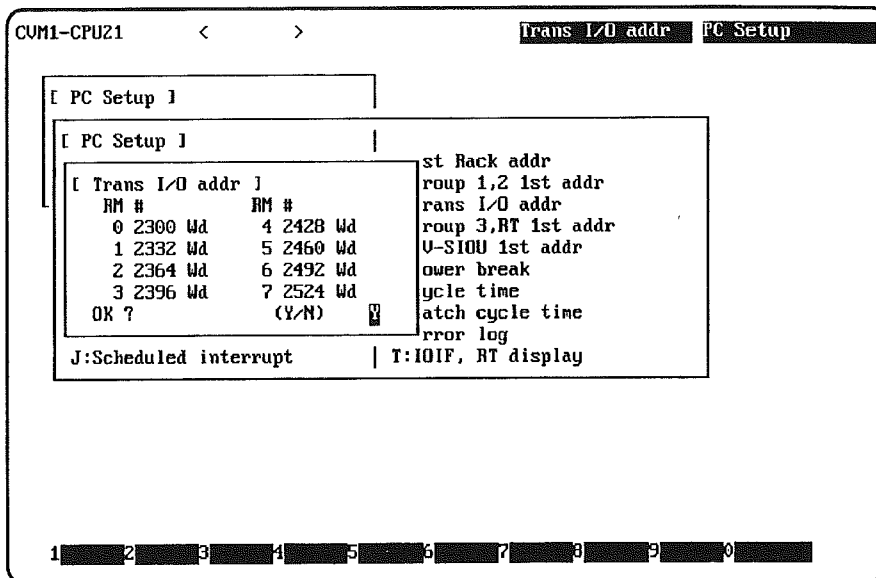 CVM1-CPU21 < > Trans I/O addr PC Setup
[ PC Setup ]
[ PC Setup ]
st Rack addr
[ Trans I/O addr ] roup 1,2 1st addr
RM # RM # rans I/O addr
0 2300 Wd 4 2428 Wd roup 3,RT 1st addr
1 2332 Wd 5 2460 Wd V-SIOU 1st addr
2 2364 Wd 6 2492 Wd ower break
3 2396 Wd 7 2524 Wd ycle time
OK ? (Y/N) Y atch cycle time
rror log
J:Scheduled interrupt | T:IOIF, RT display
1 2 3 4 5 6 7 8 9 0